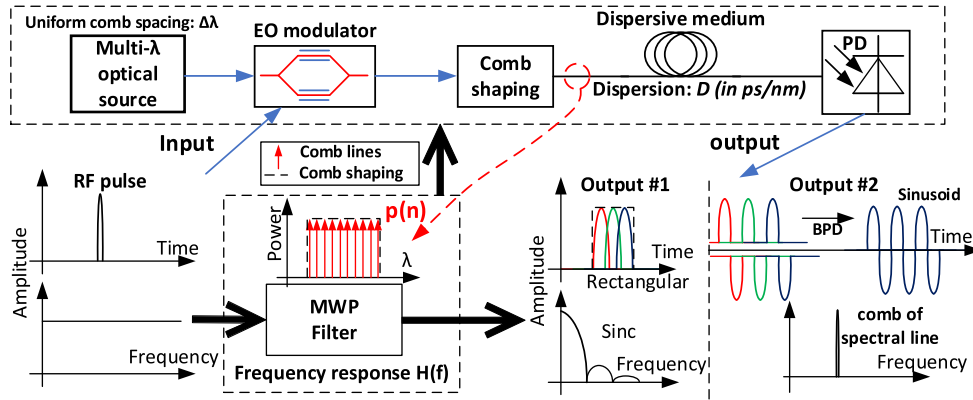 Uniform comb spacing: Δλ
Multi-λ
optical
source
EO modulator
Comb
shaping
Dispersive medium
Dispersion: D (in ps/nm)
PD
Input
output
Comb lines
Comb shaping
RF pulse
Amplitude
Time
Frequency
Power
p(n)
λ
MWP
Filter
Frequency response H(f)
Output #1
Amplitude
Time
Rectangular
Sinc
Frequency
Output #2
Sinusoid
BPD
Time
comb of
spectral line
Frequency